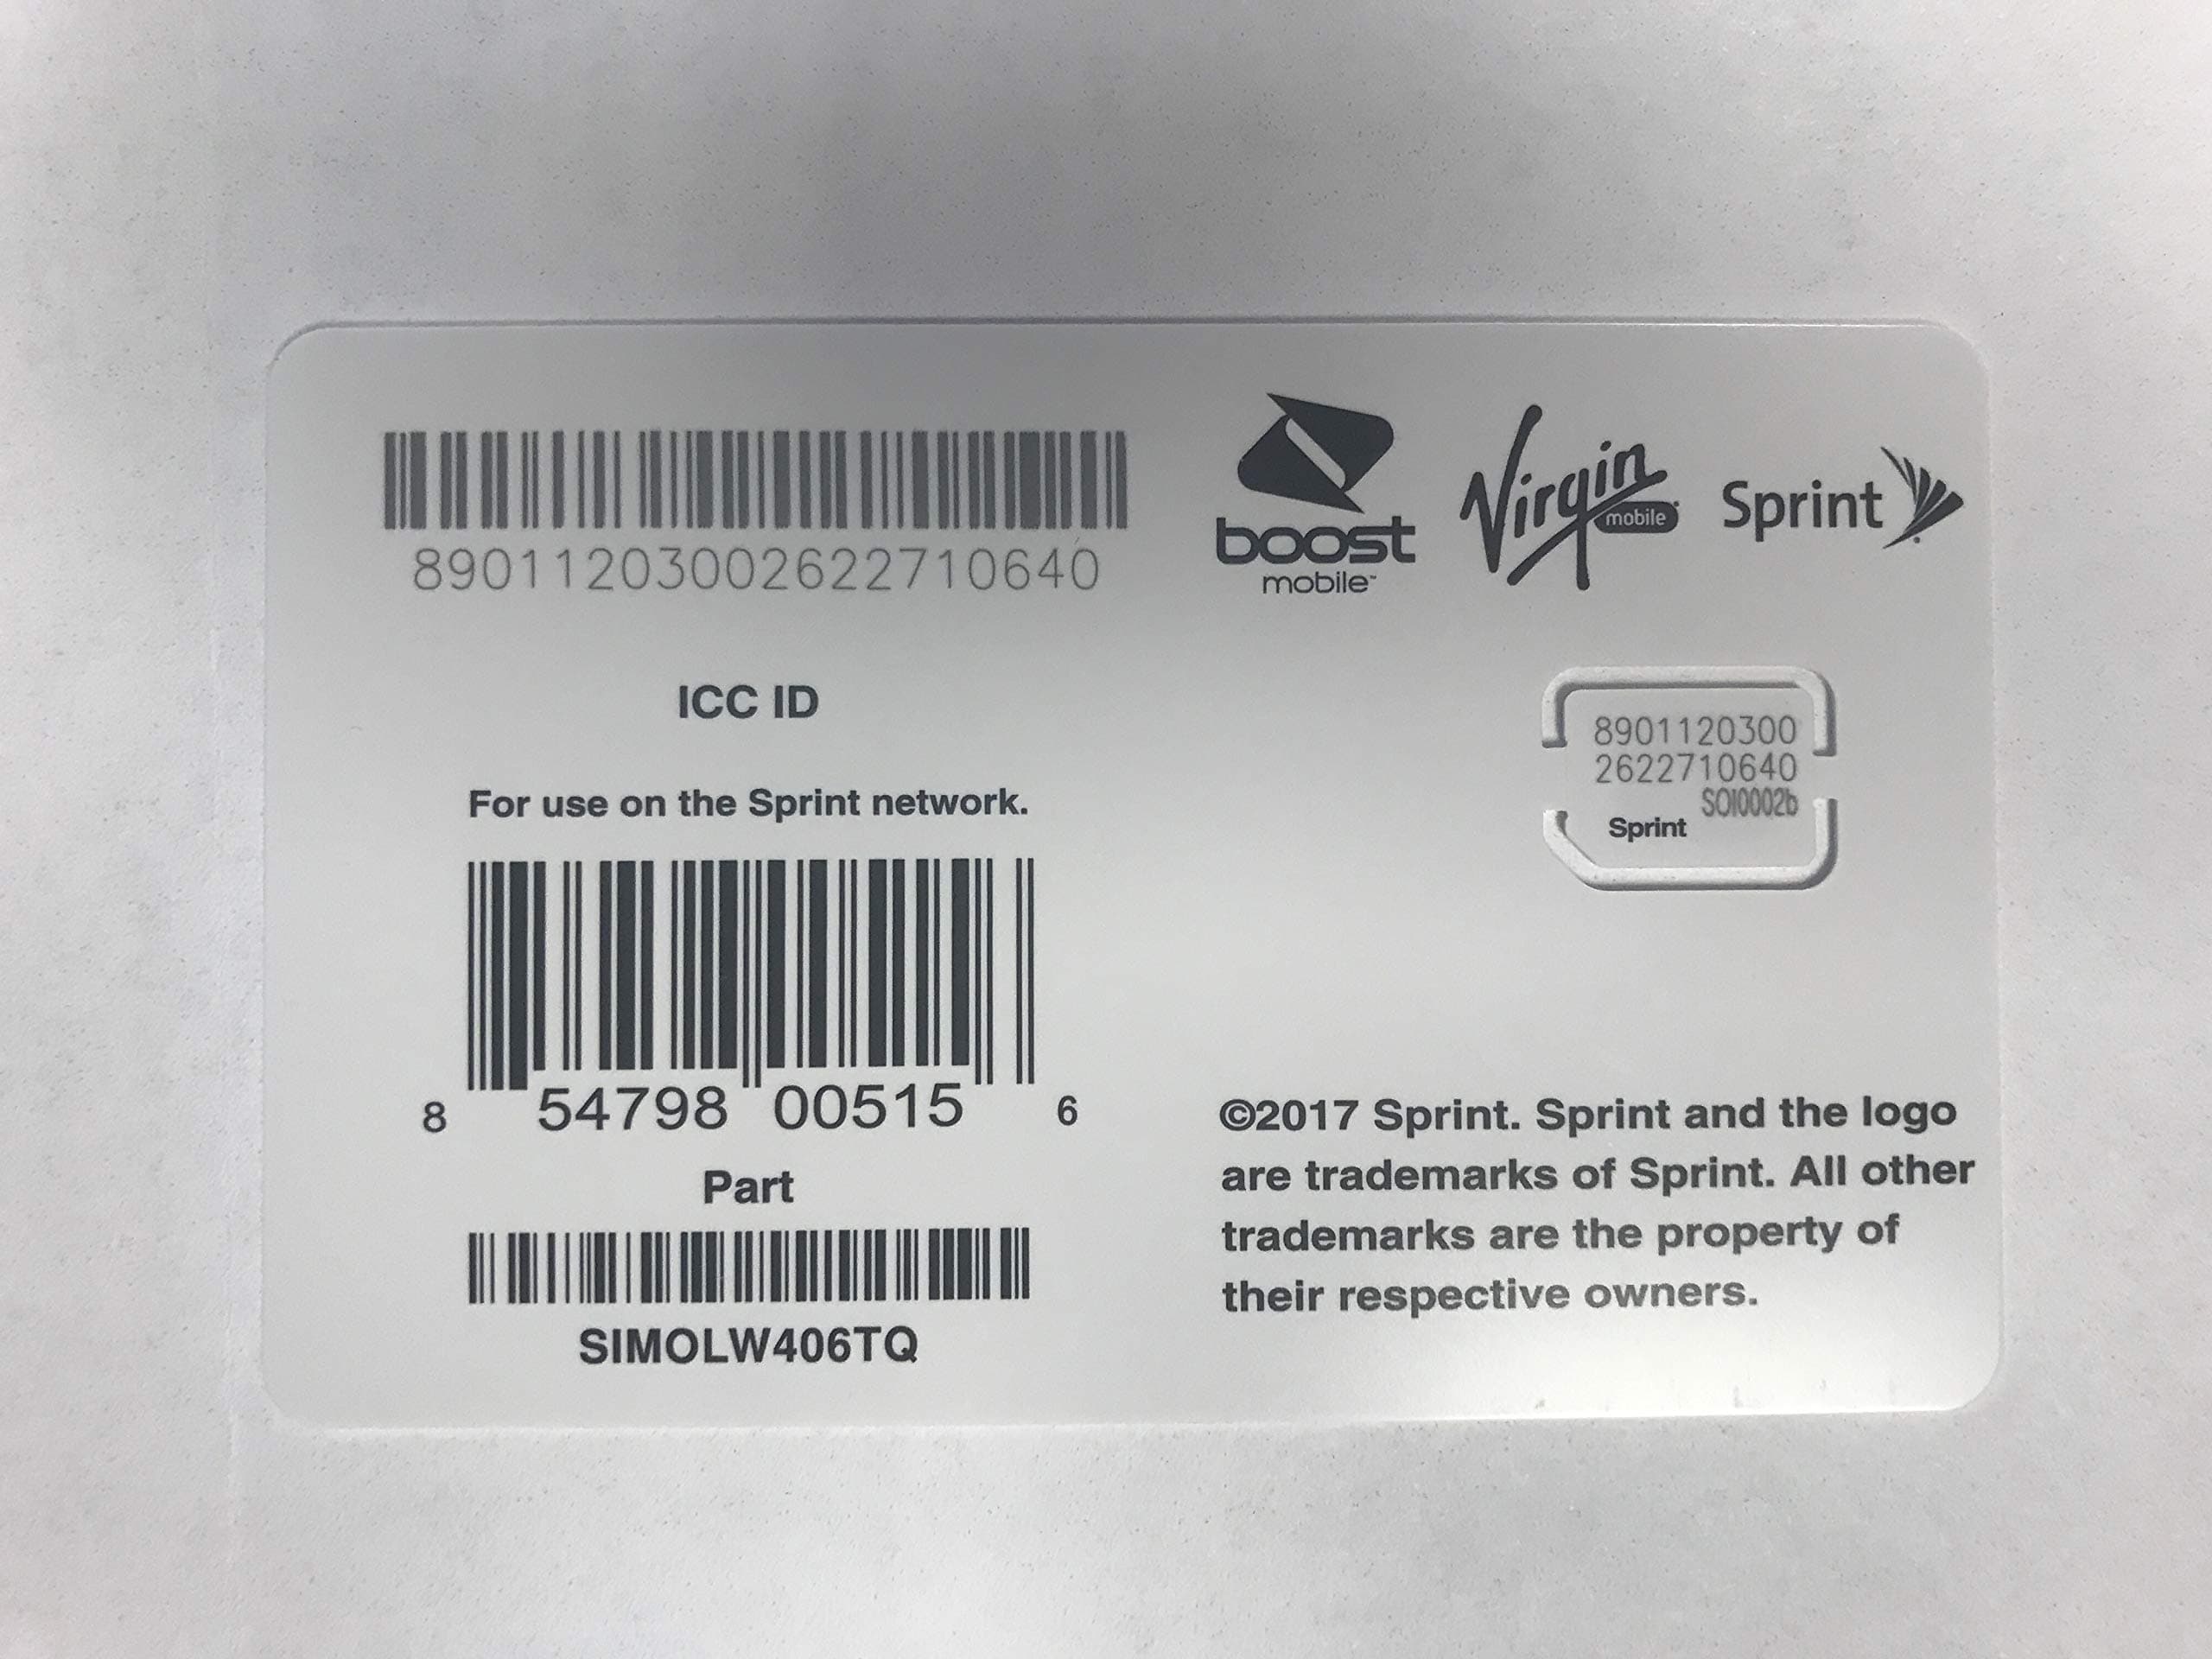 89011203002622710640
ICC ID
For use on the Sprint network.
8 54798 00515 6
Part
SIMOLW406TQ
boost
mobile™
Virgin
mobile
Sprint
8901120300
2622710640
SOI0002b
Sprint
©2017 Sprint. Sprint and the logo
are trademarks of Sprint. All other
trademarks are the property of
their respective owners.